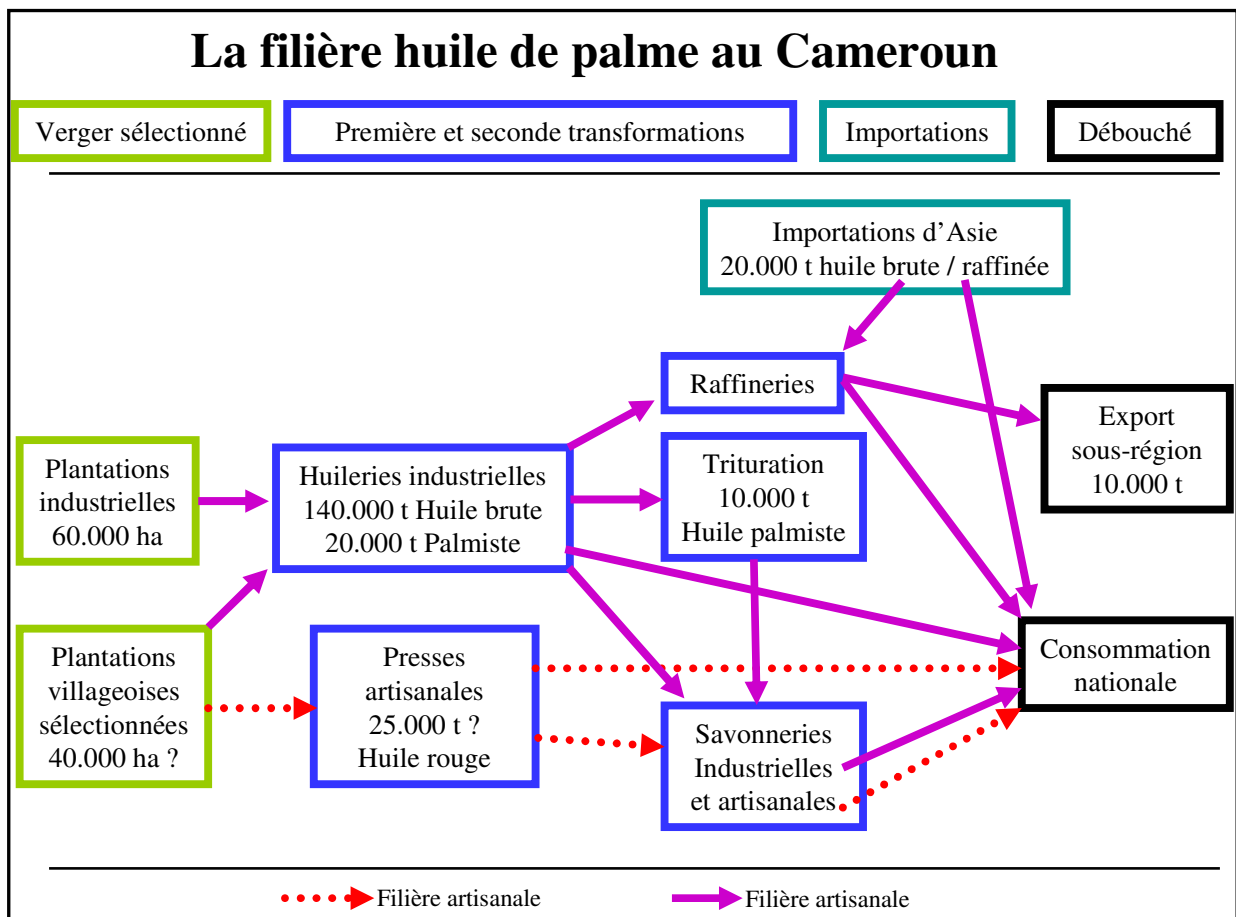 La filière huile de palme au Cameroun
Verger sélectionné
Première et seconde transformations
Importations
Débouché
Importations d'Asie
20.000 t huile brute / raffinée
Raffineries
Export
sous-région
10.000 t
Plantations
industrielles
60.000 ha
Huileries industrielles
140.000 t Huile brute
20.000 t Palmiste
Trituration
10.000 t
Huile palmiste
Plantations
villageoises
sélectionnées
40.000 ha ?
Presses
artisanales
25.000 t ?
Huile rouge
Savonneries
Industrielles
et artisanales
Consommation
nationale
Filière artisanale
Filière artisanale